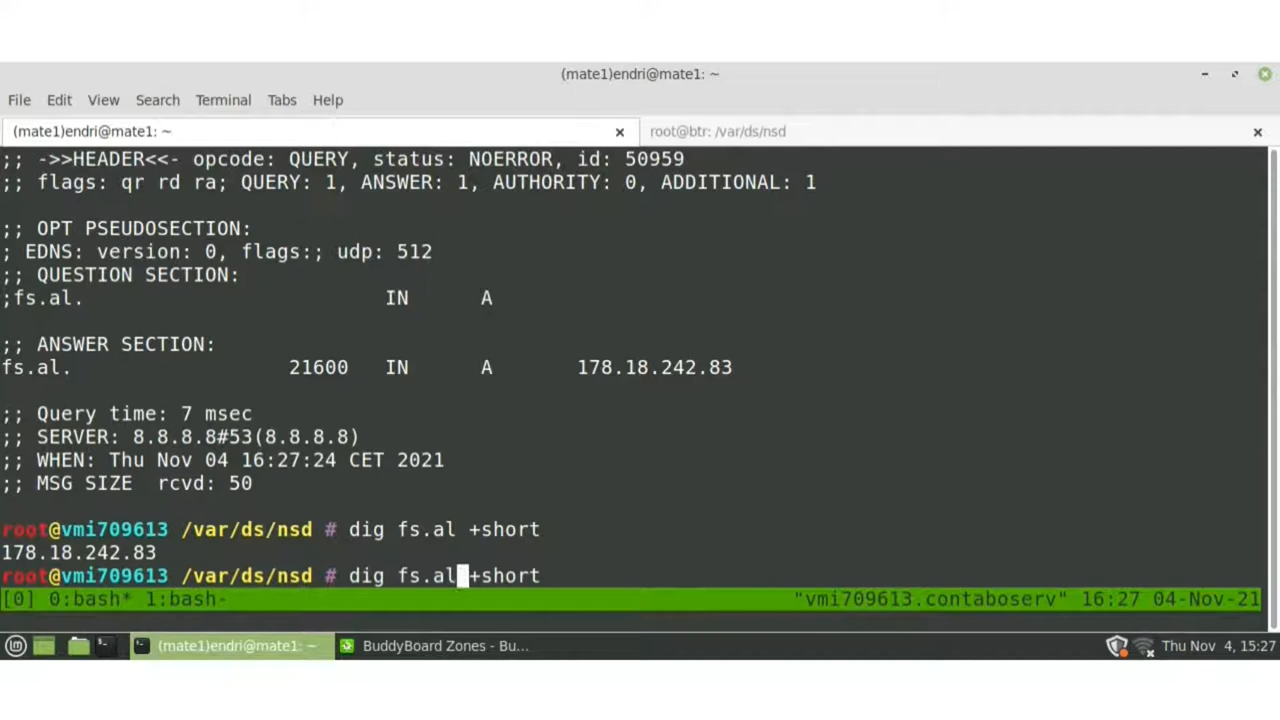 (mate1)endri@mate1: ~
File Edit View Search Terminal Tabs Help
(mate1)endri@mate1: ~ root@btr: /var/ds/nsd
;; ->>HEADER<<- opcode: QUERY, status: NOERROR, id: 50959
;; flags: qr rd ra; QUERY: 1, ANSWER: 1, AUTHORITY: 0, ADDITIONAL: 1
;; OPT PSEUDOSECTION:
; EDNS: version: 0, flags:; udp: 512
;; QUESTION SECTION:
;fs.al. IN A
;; ANSWER SECTION:
fs.al. 21600 IN A 178.18.242.83
;; Query time: 7 msec
;; SERVER: 8.8.8.8#53(8.8.8.8)
;; WHEN: Thu Nov 04 16:27:24 CET 2021
;; MSG SIZE rcvd: 50
root@vmi709613 /var/ds/nsd # dig fs.al +short
178.18.242.83
root@vmi709613 /var/ds/nsd # dig fs.al +short
[0] 0:bash* 1:bash- "vmi709613.contaboserv" 16:27 04-Nov-21
(mate1)endri@mate1: ~ BuddyBoard Zones - Bu... Thu Nov 4, 15:27